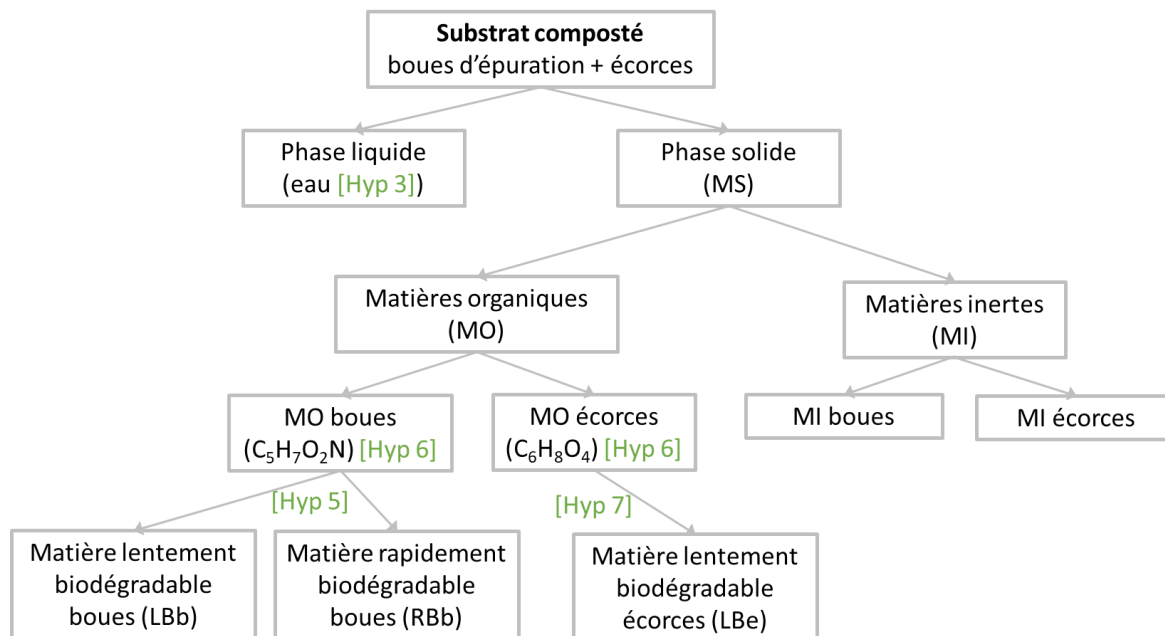 Substrat composté
boues d'épuration + écorces
Phase liquide
(eau [Hyp 3])
Phase solide
(MS)
Matières organiques
(MO)
Matières inertes
(MI)
MO boues
(C₅H₇O₂N) [Hyp 6]
MO écorces
(C₆H₈O₄) [Hyp 6]
MI boues
MI écorces
[Hyp 5]
[Hyp 7]
Matière lentement
biodégradable
boues (LBb)
Matière rapidement
biodégradable
boues (RBb)
Matière lentement
biodégradable
écorces (LBe)